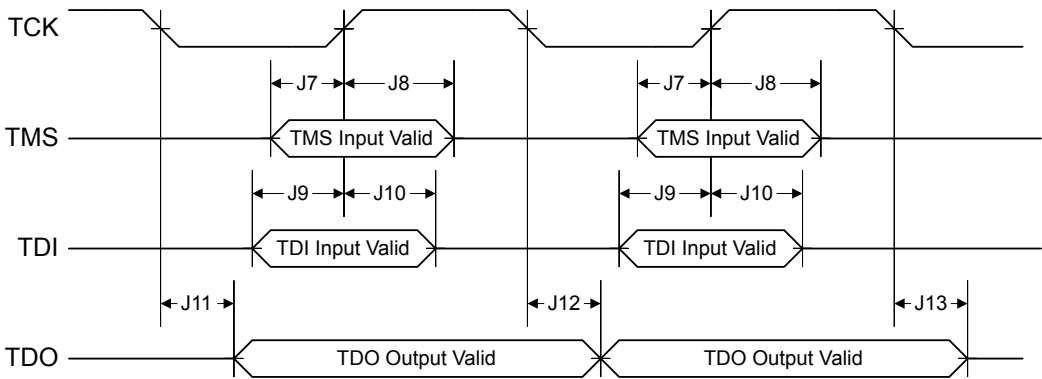 TCK
J7 J8 J7 J8
TMS TMS Input Valid TMS Input Valid
J9 J10 J9 J10
TDI TDI Input Valid TDI Input Valid
J11 J12 J13
TDO TDO Output Valid TDO Output Valid